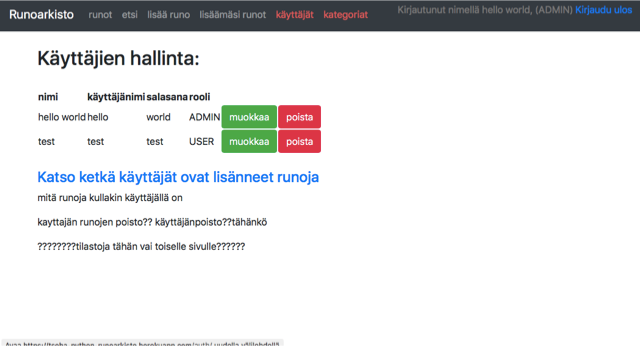 Runoarkisto runot etsi lisää runo lisäämäsi runot käyttäjät kategoriat Kirjautunut nimellä hello world, (ADMIN) Kirjaudu ulos
Käyttäjien hallinta:
nimi käyttäjänimi salasana rooli
hello world hello world ADMIN muokkaa poista
test test test USER muokkaa poista
Katso ketkä käyttäjät ovat lisänneet runoja
mitä runoja kullakin käyttäjällä on
kayttajän runojen poisto?? käyttäjänpoisto??tähänkö
????????tilastoja tähän vai toiselle sivulle??????